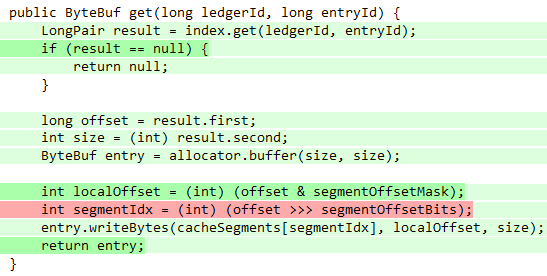 public ByteBuf get(long ledgerId, long entryId) {
    LongPair result = index.get(ledgerId, entryId);
    if (result == null) {
        return null;
    }

    long offset = result.first;
    int size = (int) result.second;
    ByteBuf entry = allocator.buffer(size, size);

    int localOffset = (int) (offset & segmentOffsetMask);
    int segmentIdx = (int) (offset >>> segmentOffsetBits);
    entry.writeBytes(cacheSegments[segmentIdx], localOffset, size);
    return entry;
}